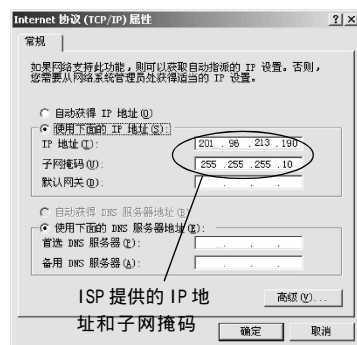 Internet 协议 (TCP/IP) 属性
常规
如果网络支持此功能，则可以获取自动指派的 IP 设置。否则，
您需要从网络系统管理员处获得适当的 IP 设置。
自动获得 IP 地址(O)
使用下面的 IP 地址(S):
IP 地址(I): 201 . 96 . 213 .190
子网掩码(U): 255 .255 .255 .10
默认网关(D):
自动获得 DNS 服务器地址(B)
使用下面的 DNS 服务器地址(E):
首选 DNS 服务器(P):
备用 DNS 服务器(A):
ISP 提供的 IP 地
址和子网掩码
高级(V)...
确定 取消